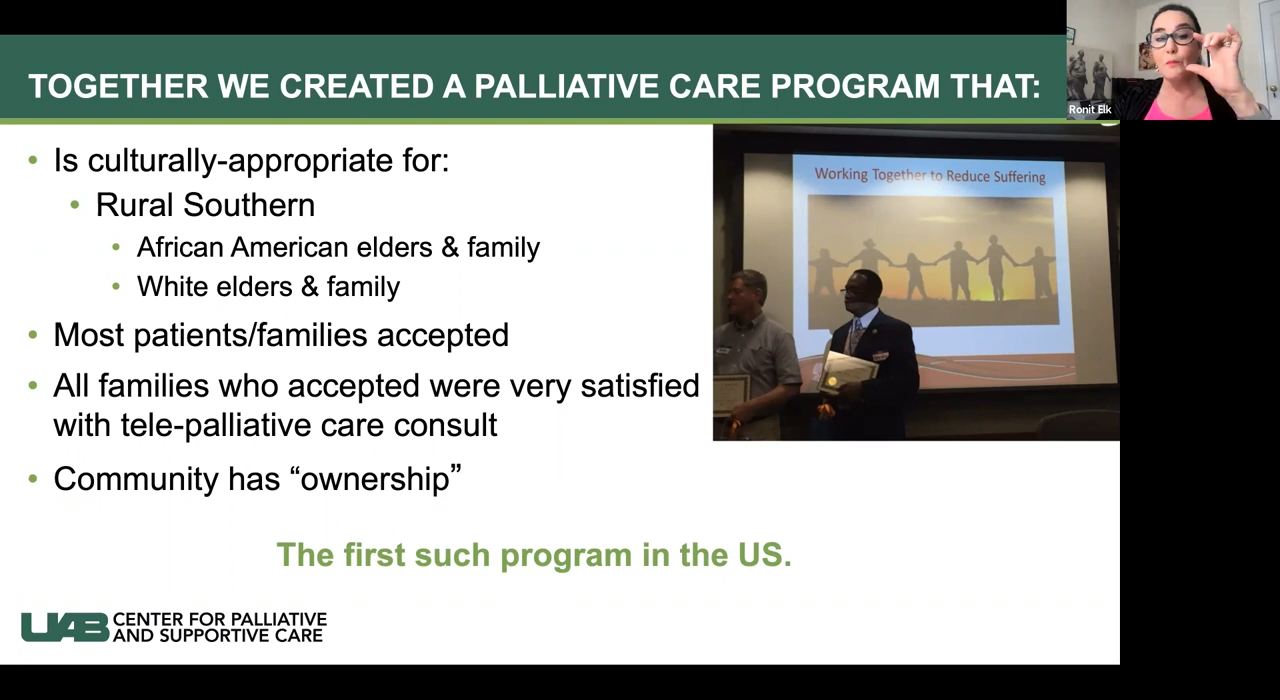 TOGETHER WE CREATED A PALLIATIVE CARE PROGRAM THAT:
Ronit Elk
• Is culturally-appropriate for:
• Rural Southern
• African American elders & family
• White elders & family
• Most patients/families accepted
• All families who accepted were very satisfied
with tele-palliative care consult
• Community has “ownership”
Working Together to Reduce Suffering
The first such program in the US.
UAB CENTER FOR PALLIATIVE
AND SUPPORTIVE CARE